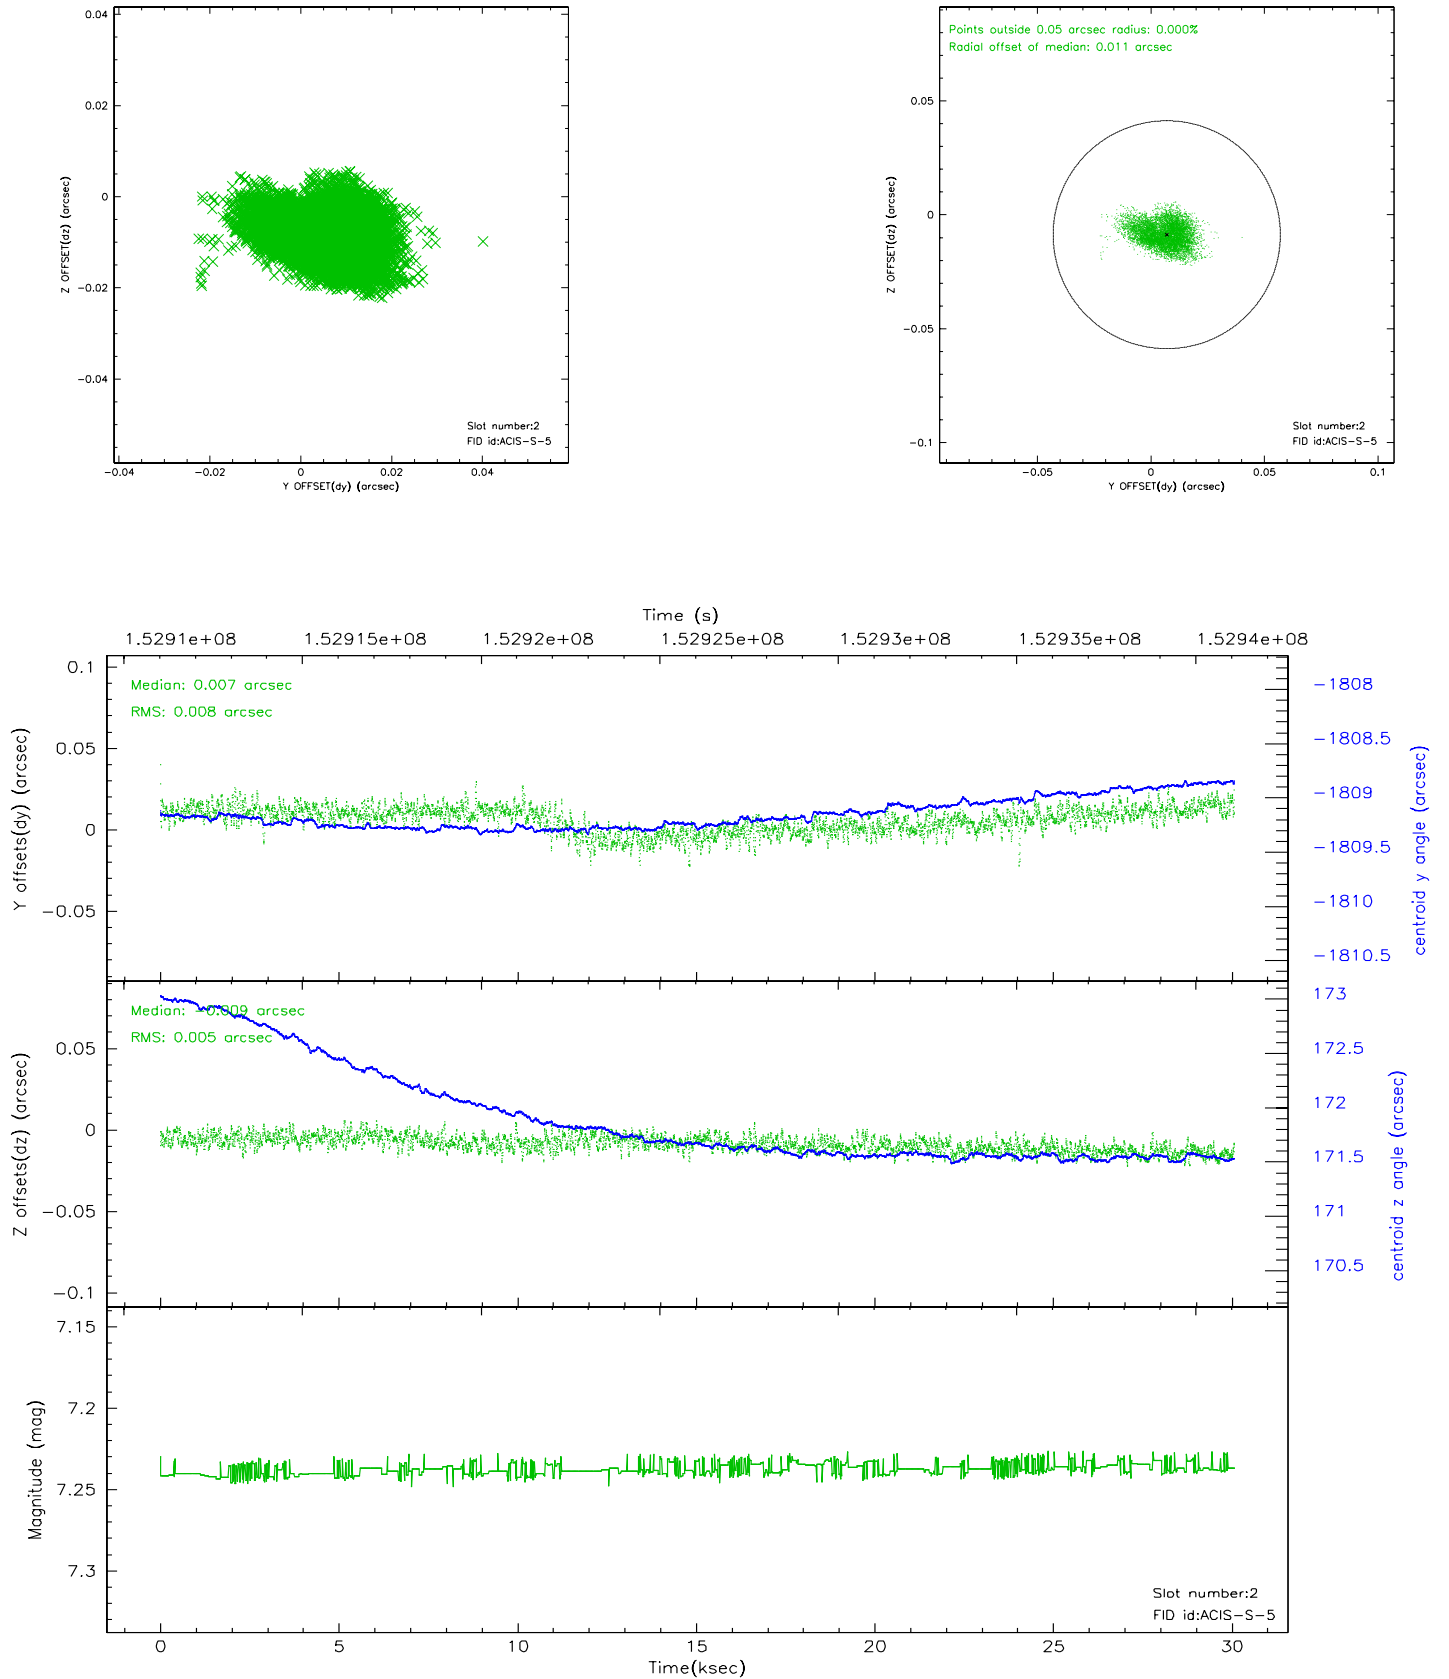 0.04
0.02
0
−0.02
−0.04
Z OFFSET(dz) (arcsec)
Slot number:2
FID id:ACIS−S−5
−0.04 −0.02 0 0.02 0.04
Y OFFSET(dy) (arcsec)
Points outside 0.05 arcsec radius: 0.000%
Radial offset of median: 0.011 arcsec
0.05
0
−0.05
−0.1
Z OFFSET(dz) (arcsec)
Slot number:2
FID id:ACIS−S−5
−0.05 0 0.05 0.1
Y OFFSET(dy) (arcsec)
Time (s)
1.5291e+08 1.52915e+08 1.5292e+08 1.52925e+08 1.5293e+08 1.52935e+08 1.5294e+08
0.1
0.05
0
−0.05
Y offsets(dy) (arcsec)
Median: 0.007 arcsec
RMS: 0.008 arcsec
−1808
−1808.5
−1809
−1809.5
−1810
−1810.5
centroid y angle (arcsec)
0.05
0
−0.05
−0.1
Z offsets(dz) (arcsec)
Median: −0.009 arcsec
RMS: 0.005 arcsec
173
172.5
172
171.5
171
170.5
centroid z angle (arcsec)
7.15
7.2
7.25
7.3
Magnitude (mag)
Slot number:2
FID id:ACIS−S−5
0 5 10 15 20 25 30
Time(ksec)